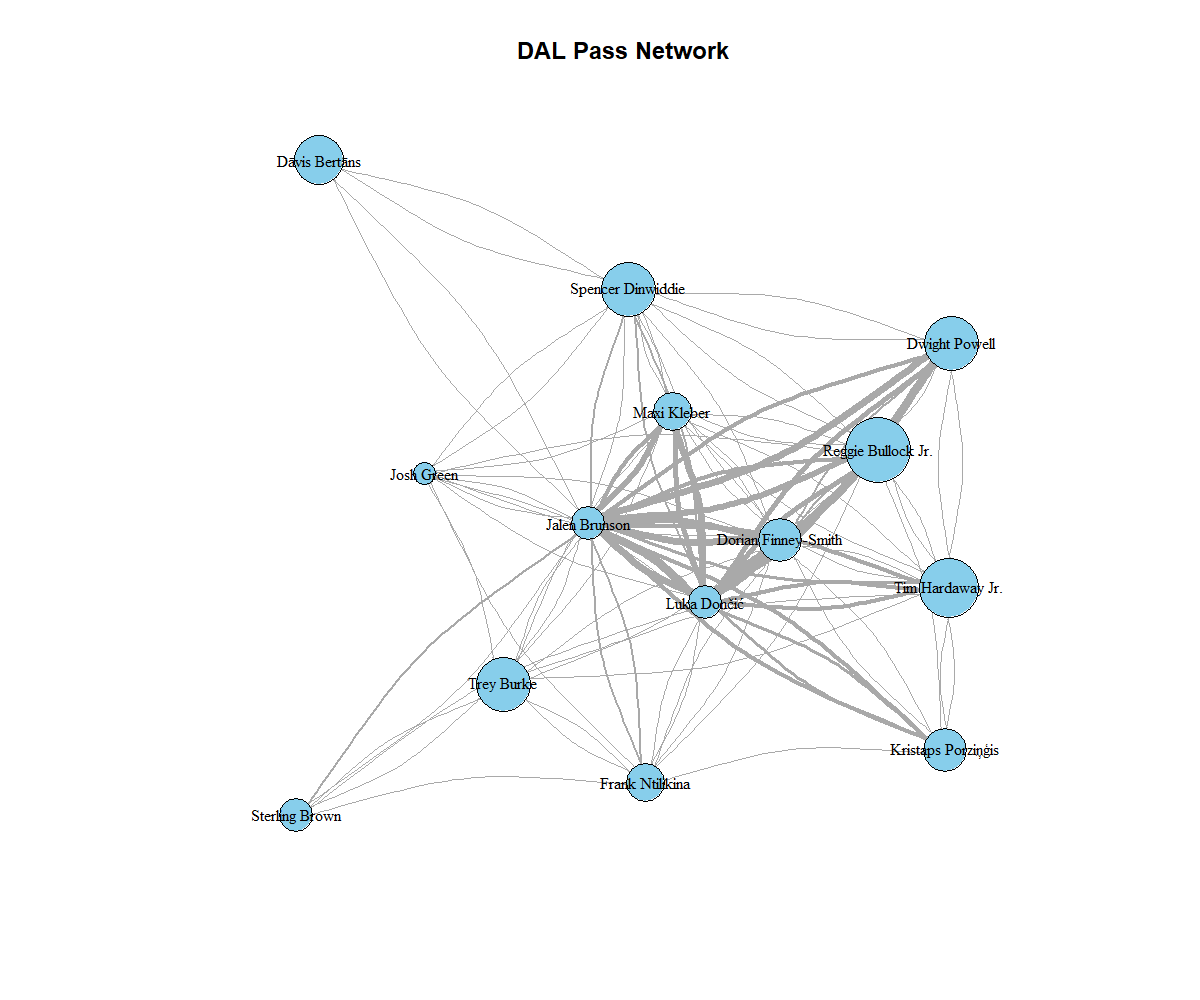 DAL Pass Network
Dāvis Bertāns
Spencer Dinwiddie
Dwight Powell
Maxi Kleber
Reggie Bullock Jr.
Josh Green
Jalen Brunson
Dorian Finney-Smith
Tim Hardaway Jr.
Luka Dončić
Trey Burke
Kristaps Porziņģis
Frank Ntilikina
Sterling Brown